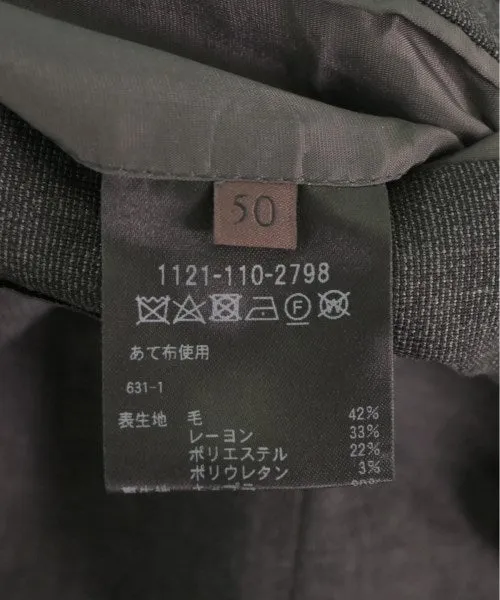 50
1121-110-2798
あて布使用
631-1
表生地 毛 42%
レーヨン 33%
ポリエステル 22%
ポリウレタン 3%